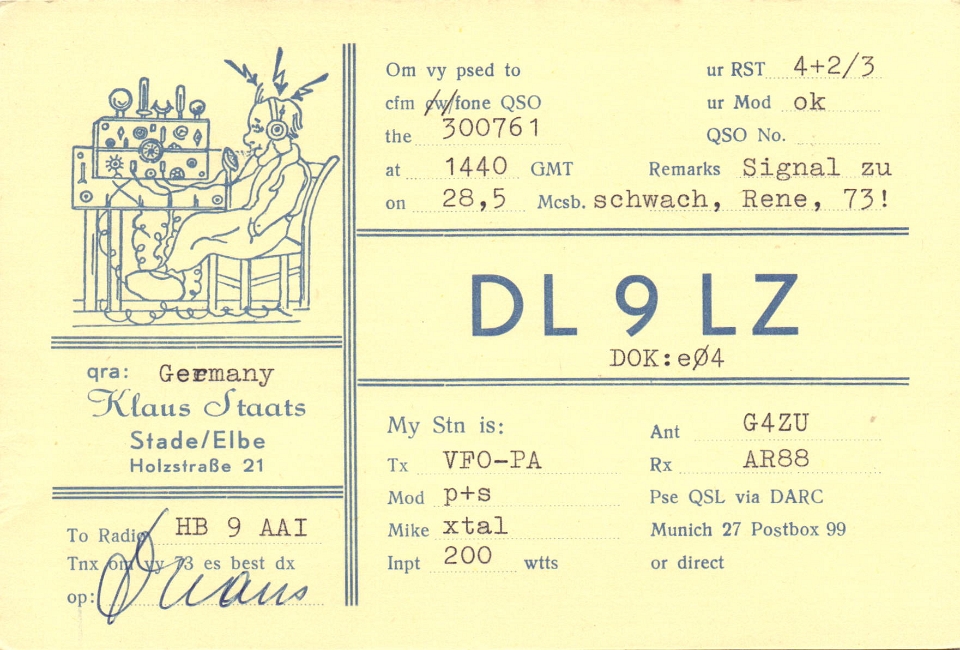 Om vy psed to
ur RST 4+2/3
cfm cw/fone QSO
ur Mod ok
the 300761
QSO No.
at 1440 GMT
Remarks Signal zu
on 28,5 Mcsb. schwach, Rene, 73!
DL 9 LZ
DOK:eØ4
qra: Germany
Klaus Staats
Stade/Elbe
Holzstraße 21
To Radio HB 9 AAI
Tnx om vy 73 es best dx
op: Klaus
My Stn is:
Ant G4ZU
Tx VFO-PA
Rx AR88
Mod p+s
Pse QSL via DARC
Mike xtal
Munich 27 Postbox 99
Inpt 200 wtts
or direct